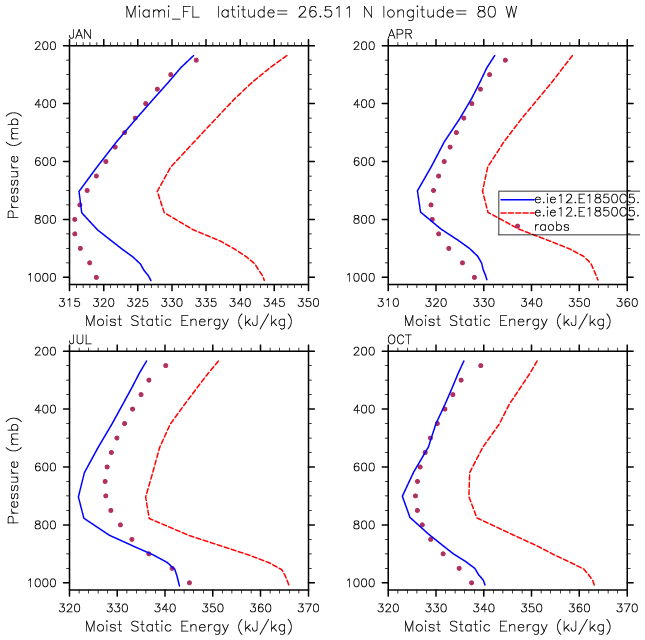 Miami_FL latitude= 26.511 N longitude= 80 W
JAN
200
400
600
800
1000
Pressure (mb)
315 320 325 330 335 340 345 350
Moist Static Energy (kJ/kg)
APR
200
400
600
800
1000
310 320 330 340 350 360
Moist Static Energy (kJ/kg)
e.ie12.E1850C5.
e.ie12.E1850C5.
raobs
JUL
200
400
600
800
1000
Pressure (mb)
320 330 340 350 360 370
Moist Static Energy (kJ/kg)
OCT
200
400
600
800
1000
320 330 340 350 360 370
Moist Static Energy (kJ/kg)